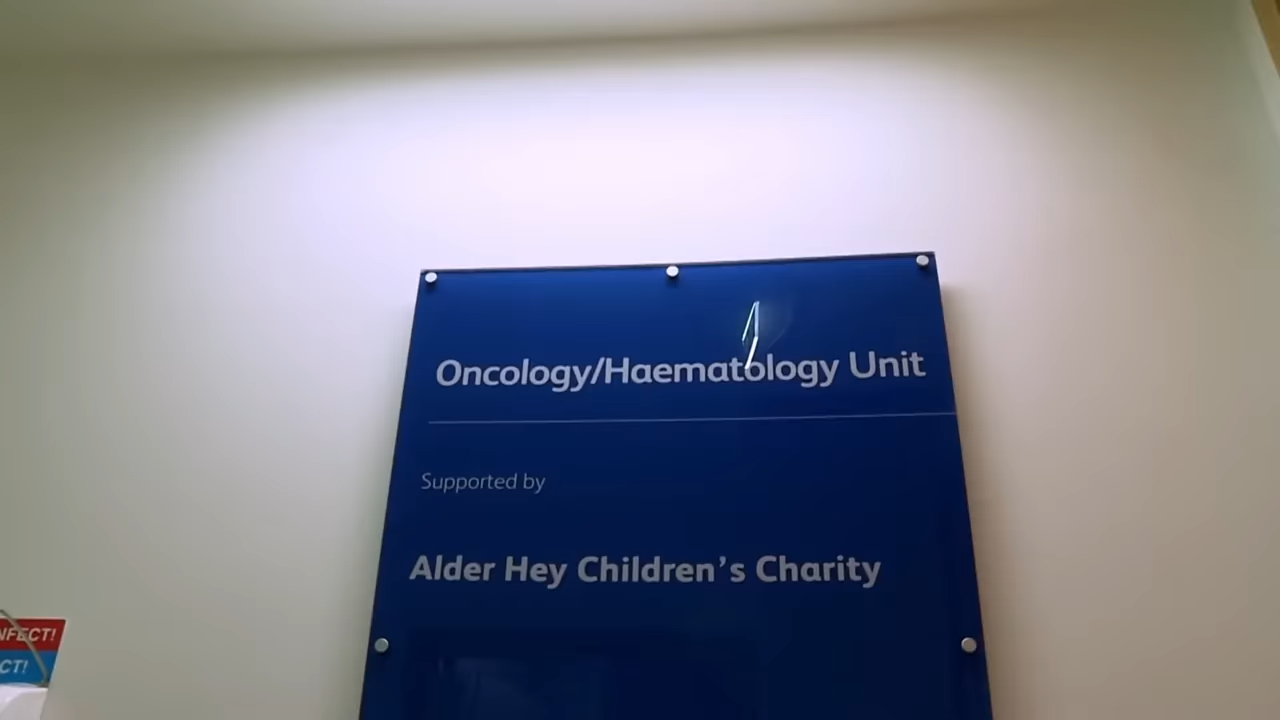 Oncology/Haematology Unit
Supported by
Alder Hey Children's Charity
NFECT!
CT!